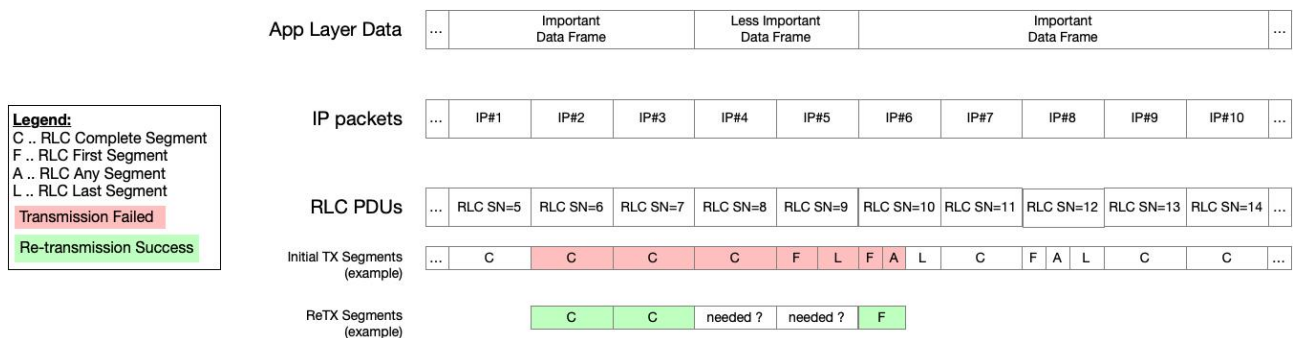 App Layer Data
...
Important
Data Frame
Less Important
Data Frame
Important
Data Frame
...
IP packets
...
IP#1
IP#2
IP#3
IP#4
IP#5
IP#6
IP#7
IP#8
IP#9
IP#10
...
Legend:
C .. RLC Complete Segment
F .. RLC First Segment
A .. RLC Any Segment
L .. RLC Last Segment
Transmission Failed
Re-transmission Success
RLC PDUs
...
RLC SN=5
RLC SN=6
RLC SN=7
RLC SN=8
RLC SN=9
RLC SN=10
RLC SN=11
RLC SN=12
RLC SN=13
RLC SN=14
...
Initial TX Segments
(example)
...
C
C
C
C
F
L
F
A
L
C
F
A
L
C
C
...
ReTX Segments
(example)
C
C
needed ?
needed ?
F